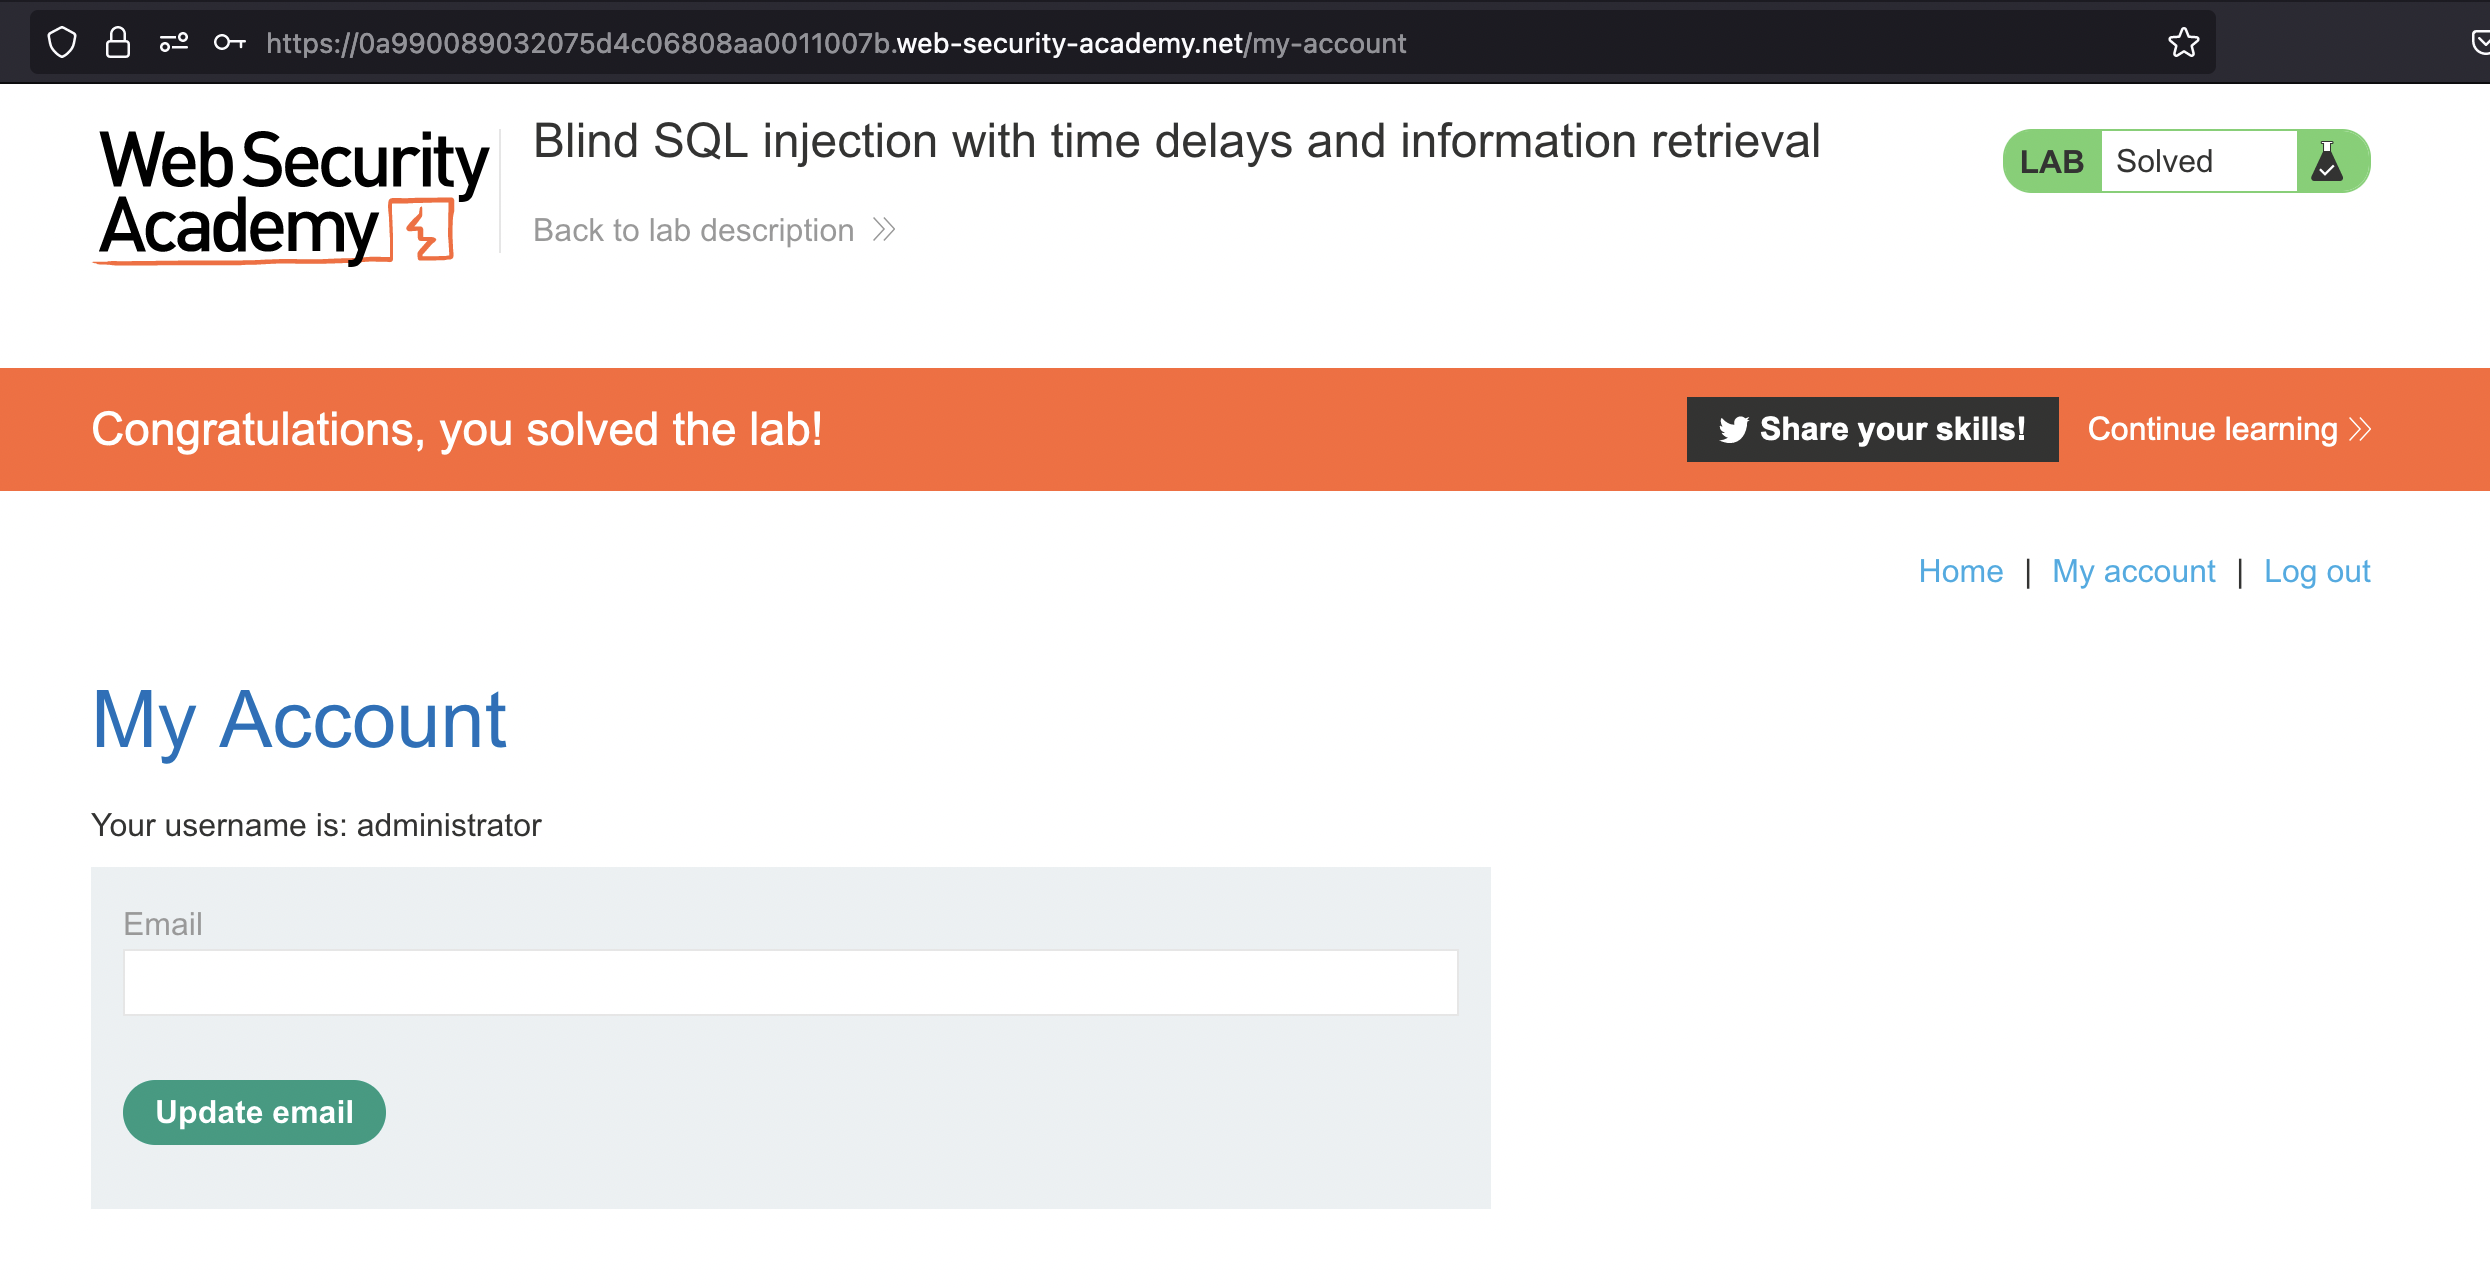 https://0a990089032075d4c06808aa0011007b.web-security-academy.net/my-account
Web Security
Academy
Blind SQL injection with time delays and information retrieval
Back to lab description
LAB Solved
Congratulations, you solved the lab!
Share your skills!
Continue learning
Home | My account | Log out
My Account
Your username is: administrator
Email
Update email